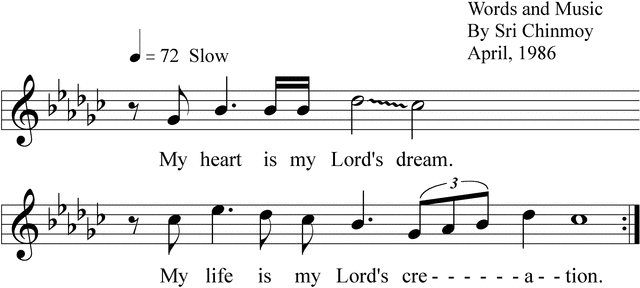 Words and Music
By Sri Chinmoy
April, 1986
= 72 Slow
My heart is my Lord's dream.
3
My life is my Lord's cre- - - - - - a - - tion.